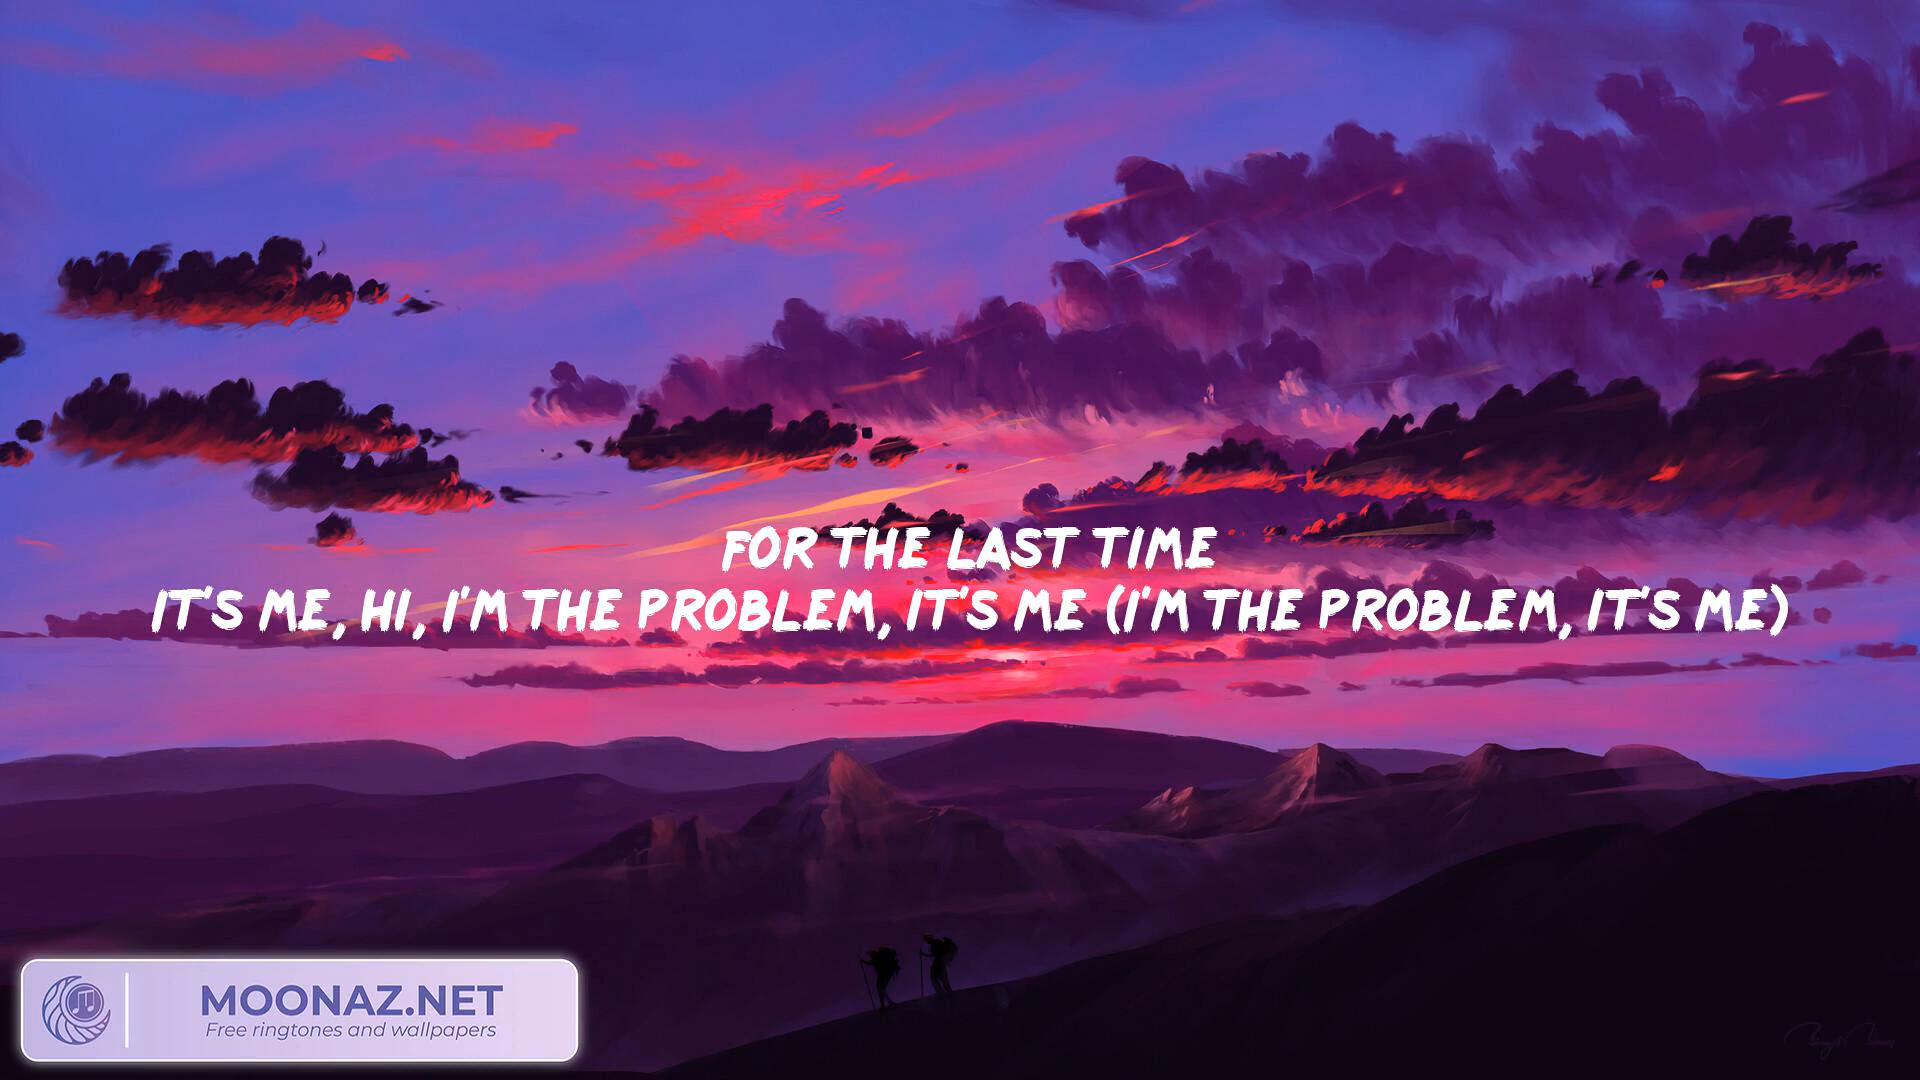 FOR THE LAST TIME
IT'S ME, HI, I'M THE PROBLEM, IT'S ME (I'M THE PROBLEM, IT'S ME)
MOONAZ.NET
Free ringtones and wallpapers